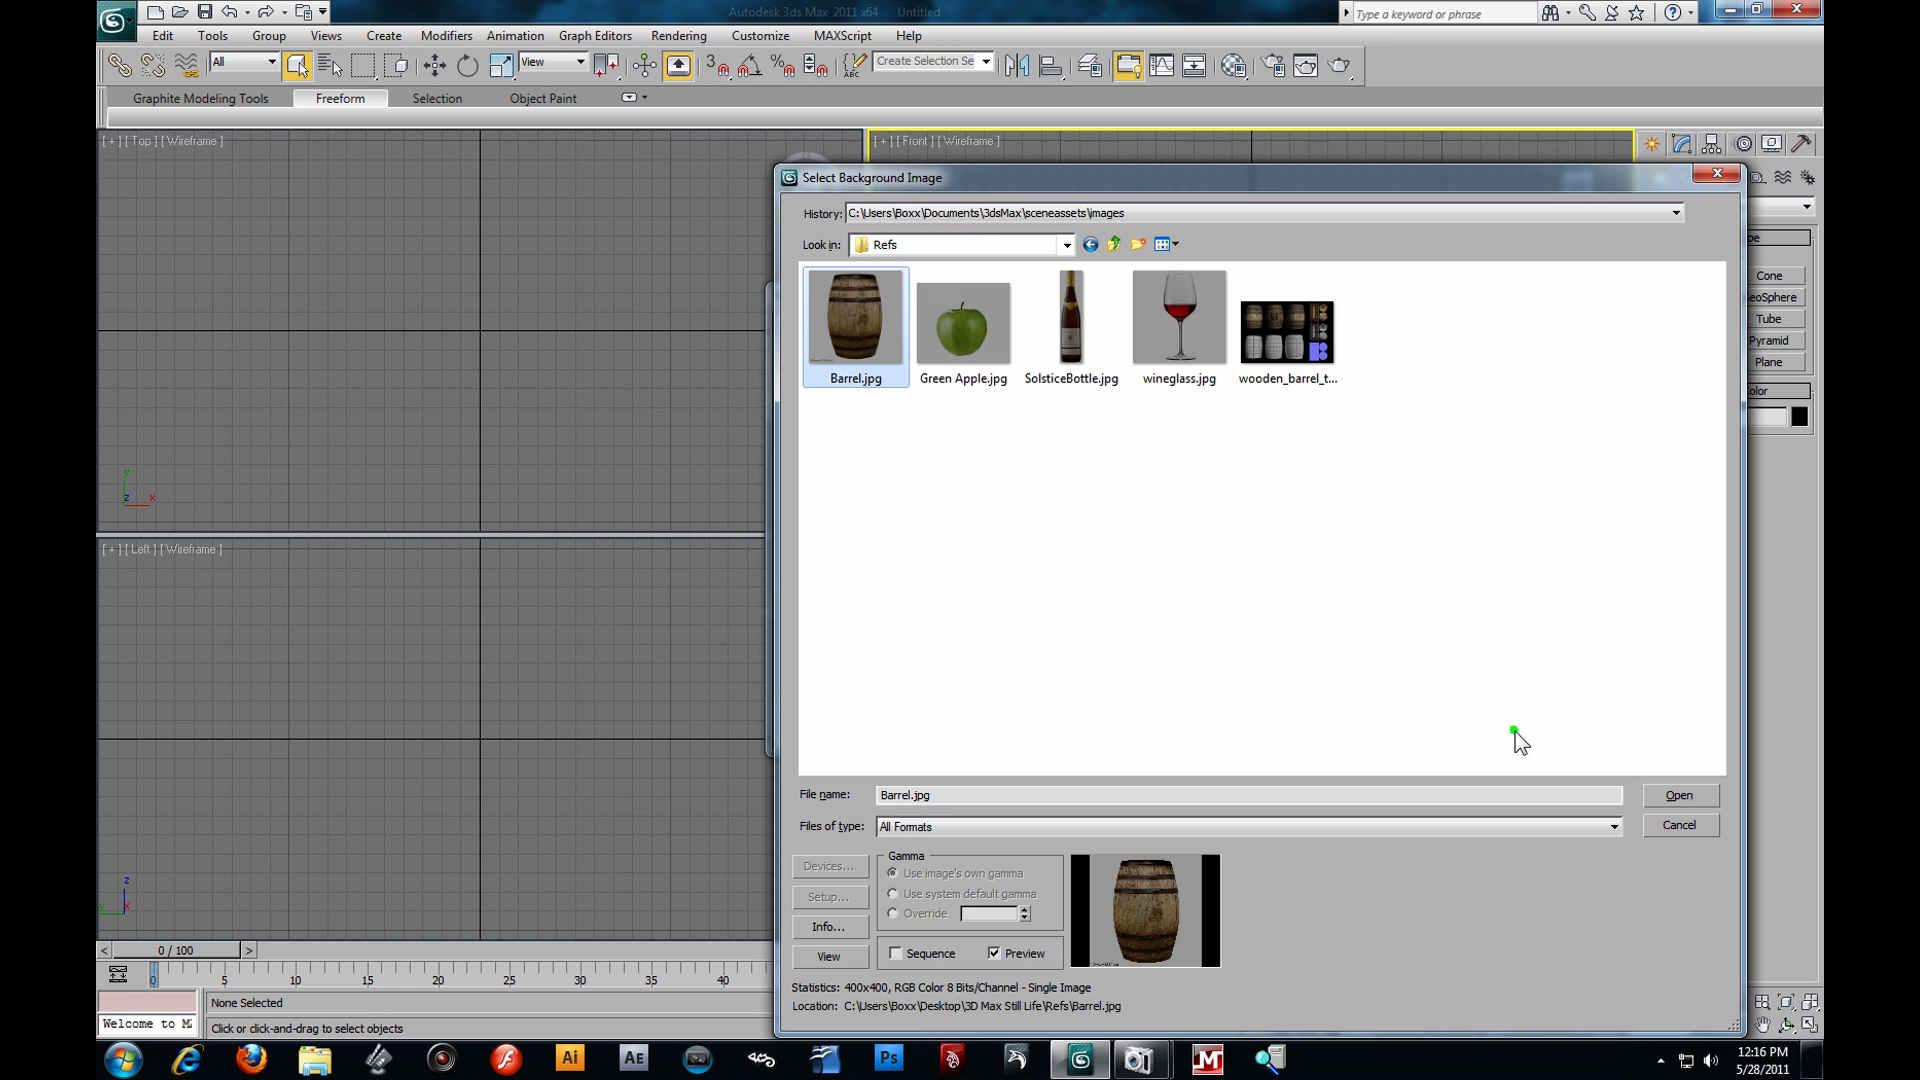 Autodesk 3ds Max 2011 x64 Untitled
Type a keyword or phrase
Edit Tools Group Views Create Modifiers Animation Graph Editors Rendering Customize MAXScript Help
All
View
3
ABC
Create Selection Se
Graphite Modeling Tools Freeform Selection Object Paint
[ + ] [ Top ] [ Wireframe ]
[ + ] [ Front ] [ Wireframe ]
Select Background Image
History: C:\Users\Boxx\Documents\3dsMax\sceneassets\images
Look in: Refs
Barrel.jpg
Green Apple.jpg
SolsticeBottle.jpg
wineglass.jpg
wooden_barrel_t...
Cone
eoSphere
Tube
Pyramid
Plane
olor
y
z x
[ + ] [ Left ] [ Wireframe ]
z
y x
File name: Barrel.jpg
Open
Files of type: All Formats
Cancel
Devices...
Setup...
Info...
View
Gamma
Use image's own gamma
Use system default gamma
Override
Sequence
Preview
Statistics: 400x400, RGB Color 8 Bits/Channel - Single Image
Location: C:\Users\Boxx\Desktop\3D Max Still Life\Refs\Barrel.jpg
< 0 / 100 >
0 5 10 15 20 25 30 35 40
None Selected
Welcome to M
Click or click-and-drag to select objects
Ai
AE
Ps
12:16 PM
5/28/2011